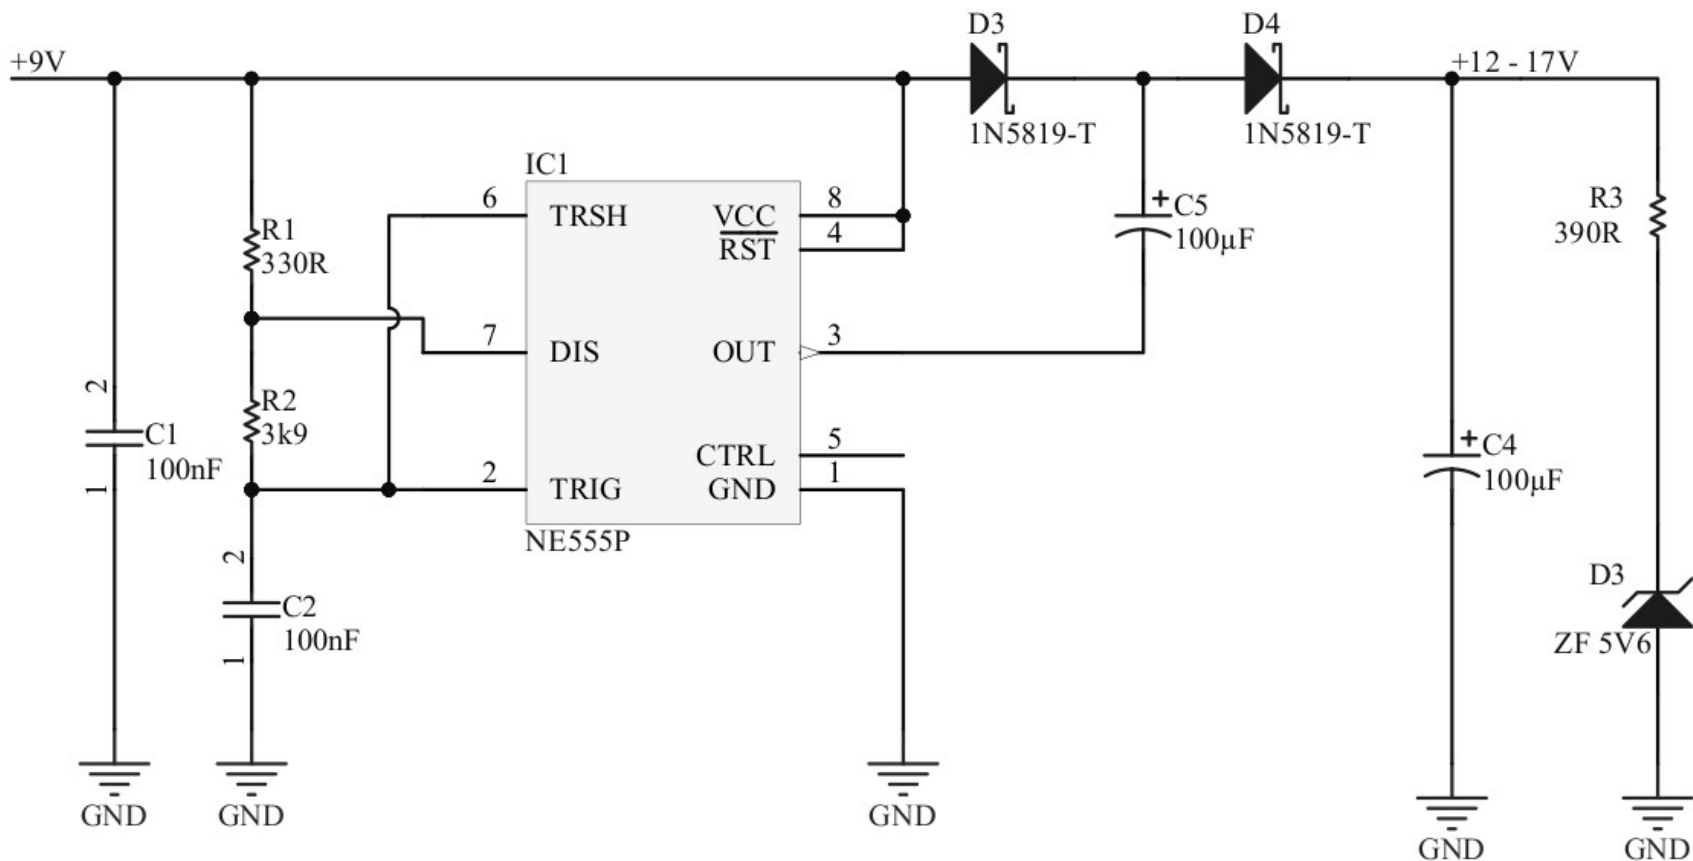 +9V
D3
1N5819-T
D4
1N5819-T
+12 - 17V
IC1
6
TRSH
VCC
8
RST
4
7
DIS
OUT
3
CTRL
5
2
TRIG
GND
1
NE555P
R1
330R
R2
3k9
2
C1
100nF
1
2
C2
100nF
1
+
C5
100µF
+
C4
100µF
R3
390R
D3
ZF 5V6
GND
GND
GND
GND
GND